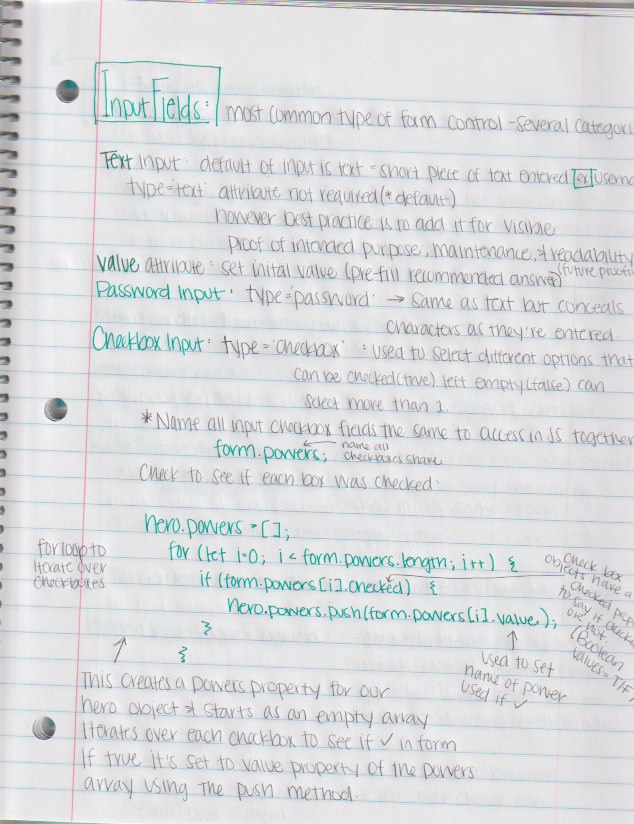 Input Fields: most common type of form control - several categori
Text Input: default of input is text = short piece of text entered [ex] userna
type='text' attribute not required (* default)
however best practice is to add it for visible
proof of intended purpose, maintenance, & readability
(future proofin
value attribute: set inital value (pre-fill recommended answer)
Password Input: type='password' → same as text but conceals
characters as they're entered.
Checkbox Input: type='checkbox' : used to select different options that
can be checked (true) left empty (false) can
select more than 1.
*Name all input checkbox fields the same to access in JS together
form.powers; ← name all
checkboxes share
Check to see if each box was checked:
hero.powers = [];
for (let i=0; i < form.powers.length; i++) {
if (form.powers[i].checked) {
hero.powers.push(form.powers[i].value);
}
}
for loop to
iterate over
checkboxes
check box
objects have a
checked prope
to say if checke
or not
(Boolean
values = T/F)
used to set
name of power
used if ✓
This creates a powers property for our
hero object & starts as an empty array
Iterates over each checkbox to see if ✓ in form
If true it's set to value property of the powers
array using the push method.